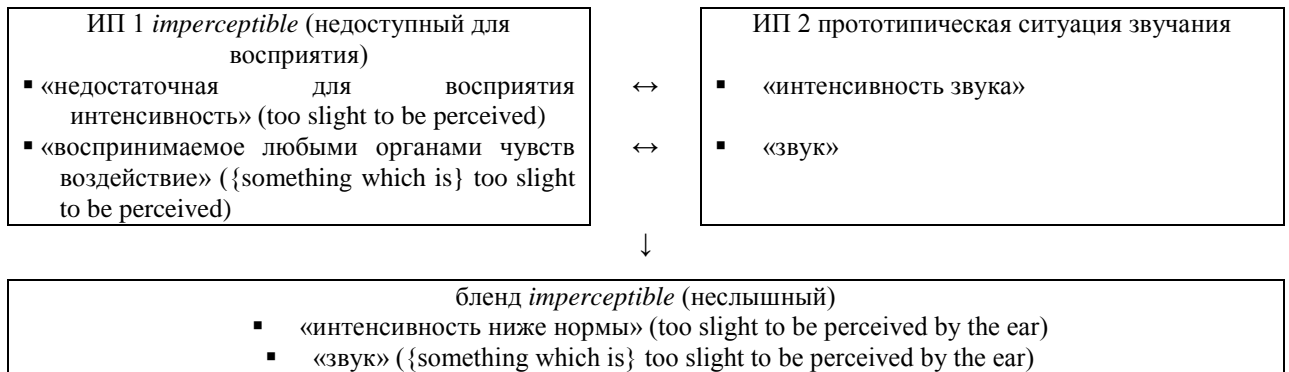 ИП 1 imperceptible (недоступный для
восприятия)
▪ «недостаточная для восприятия
интенсивность» (too slight to be perceived)
▪ «воспринимаемое любыми органами чувств
воздействие» ({something which is} too slight
to be perceived)
↔
↔
ИП 2 прототипическая ситуация звучания
▪ «интенсивность звука»
▪ «звук»
↓
бленд imperceptible (неслышный)
▪ «интенсивность ниже нормы» (too slight to be perceived by the ear)
▪ «звук» ({something which is} too slight to be perceived by the ear)